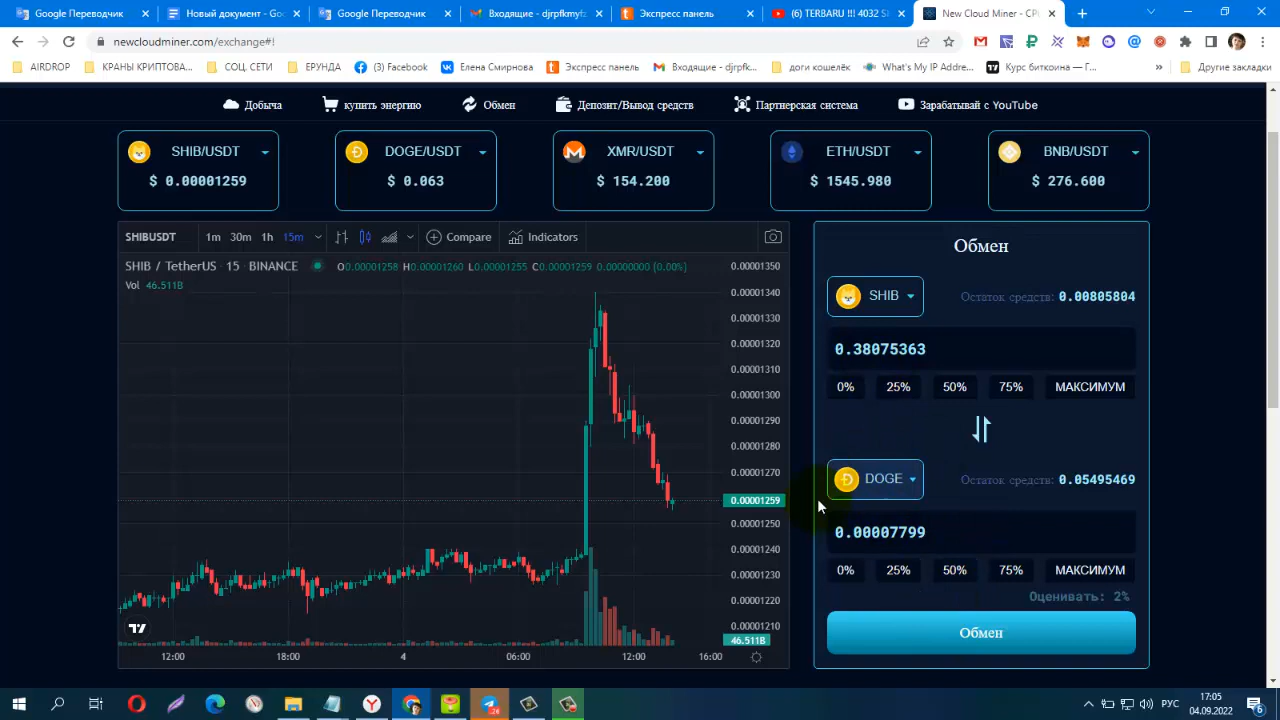 Google Переводчик
Новый документ - Go
Google Переводчик
Входящие - djrpfkmyfz
Экспресс панель
(6) TERBARU !!! 4032 S
New Cloud Miner - CP
newcloudminer.com/exchange#!
AIRDROP
КРАНЫ КРИПТОВА...
СОЦ. СЕТИ
ЕРУНДА
(3) Facebook
Елена Смирнова
Экспресс панель
Входящие - djrpfk...
доги кошелёк
What's My IP Addre...
Курс биткоина — Г...
»
Другие закладки
Добыча
купить энергию
Обмен
Депозит/Вывод средств
Партнерская система
Зарабатывай с YouTube
SHIB/USDT
$ 0.00001259
DOGE/USDT
$ 0.063
XMR/USDT
$ 154.200
ETH/USDT
$ 1545.980
BNB/USDT
$ 276.600
SHIBUSDT
1m 30m 1h 15m
Compare
Indicators
SHIB / TetherUS · 15 · BINANCE
O0.00001258 H0.00001260 L0.00001255 C0.00001259 0.00000000 (0.00%)
Vol 46.511B
0.00001350
0.00001340
0.00001330
0.00001320
0.00001310
0.00001300
0.00001290
0.00001280
0.00001270
0.00001259
0.00001250
0.00001240
0.00001230
0.00001220
0.00001210
46.511B
12:00
18:00
4
06:00
12:00
16:00
Обмен
SHIB
Остаток средств: 0.00805804
0.38075363
0% 25% 50% 75% МАКСИМУМ
DOGE
Остаток средств: 0.05495469
0.00007799
0% 25% 50% 75% МАКСИМУМ
Оценивать: 2%
Обмен
РУС
17:05
04.09.2022